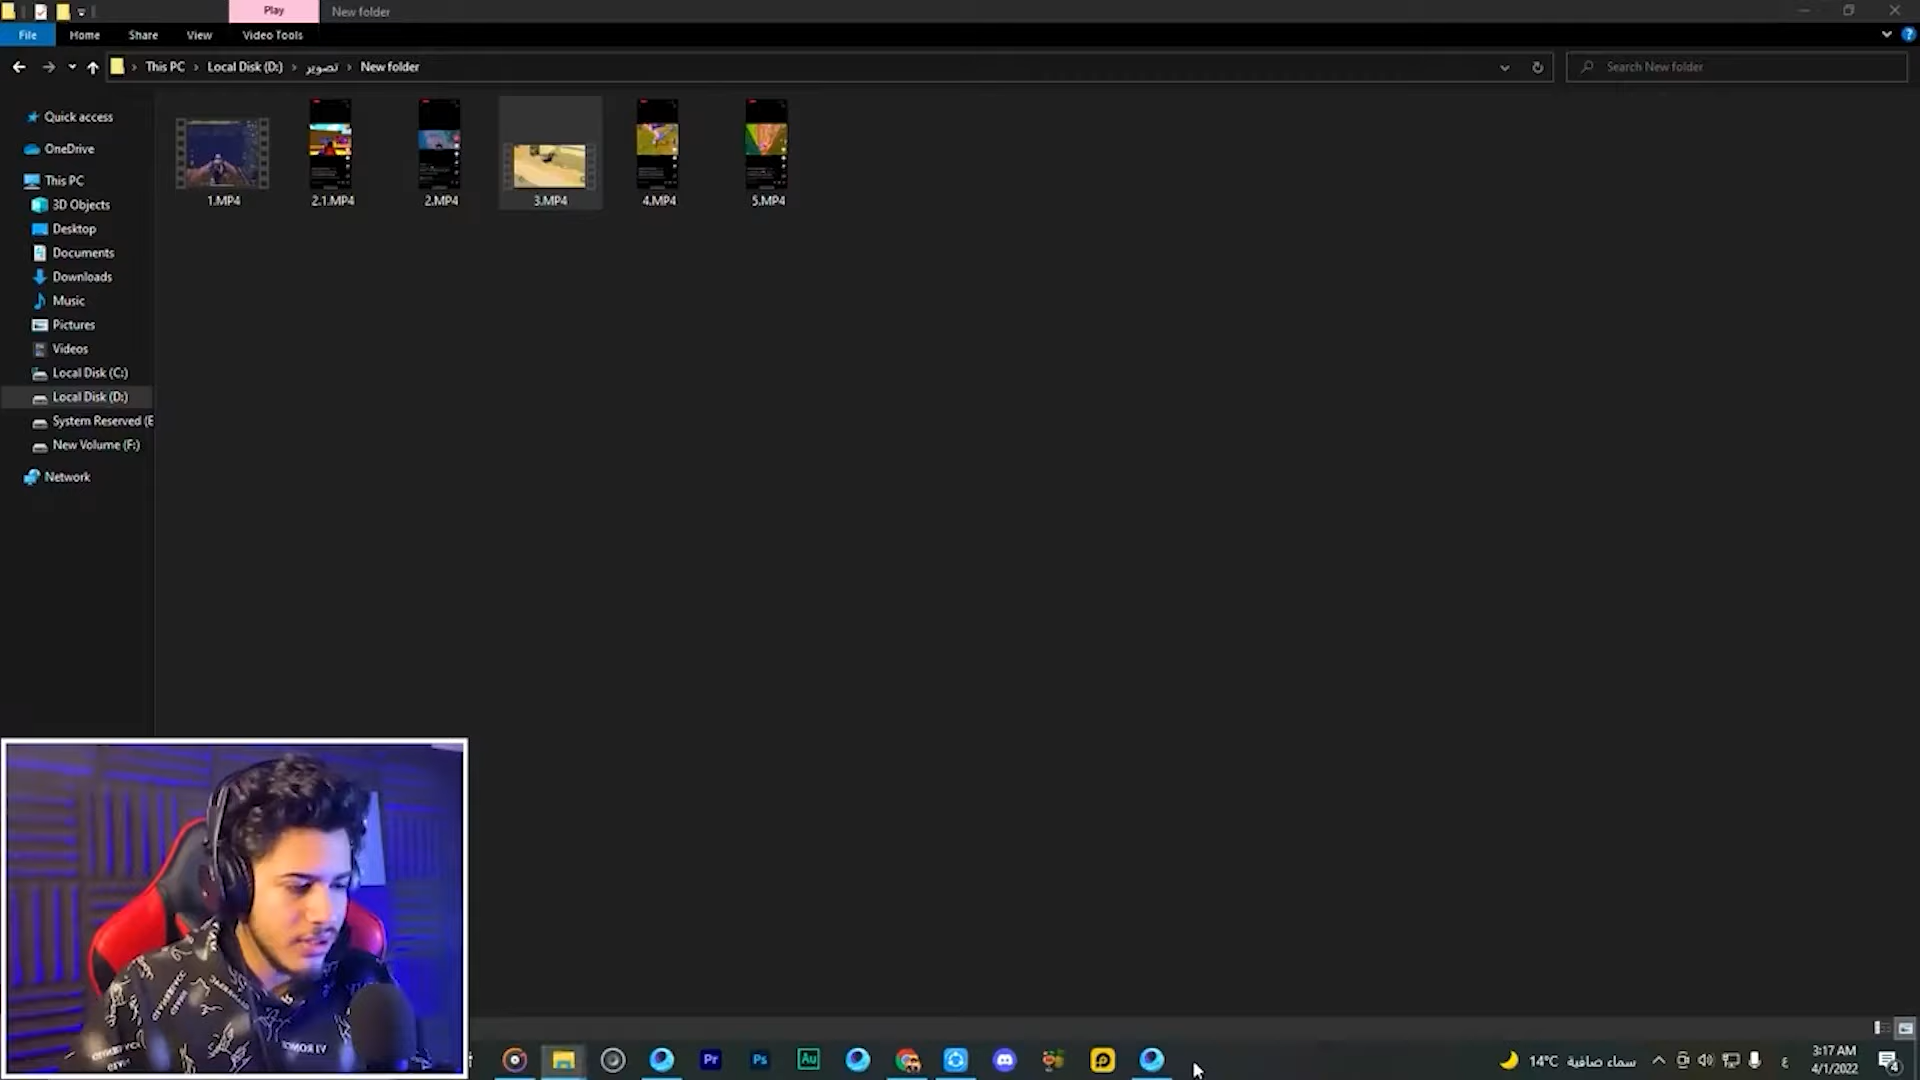 Play
New folder
File
Home
Share
View
Video Tools
This PC
Local Disk (D:)
تصوير
New folder
Search New folder
Quick access
OneDrive
This PC
3D Objects
Desktop
Documents
Downloads
Music
Pictures
Videos
Local Disk (C:)
Local Disk (D:)
System Reserved (E
New Volume (F:)
Network
1.MP4
2.1.MP4
2.MP4
3.MP4
4.MP4
5.MP4
Pr
Ps
Au
14°C سماء صافية
ع
3:17 AM
4/1/2022
4